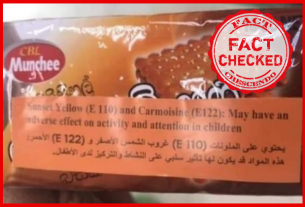 FACT
FACT
CHECKED
CRESCENDO
CBL
Munchee
Sunset Yellow (E 110) and Carmoisine (E122): May have an
adverse effect on activity and attention in children
يحتوي على الملونات (E-110) غروب الشمس الأصفر و (E 122) الأحمر؛
هذه المواد قد يكون لها تأثير سلبي على النشاط والتركيز لدى الأطفال.